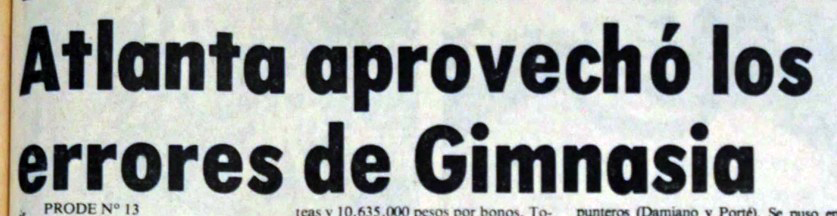 Atlanta aprovechó los
errores de Gimnasia
PRODE Nº 13
teas y 10.635.000 pesos por bonos. To-
punteros (Damiano y Porté). Se puso